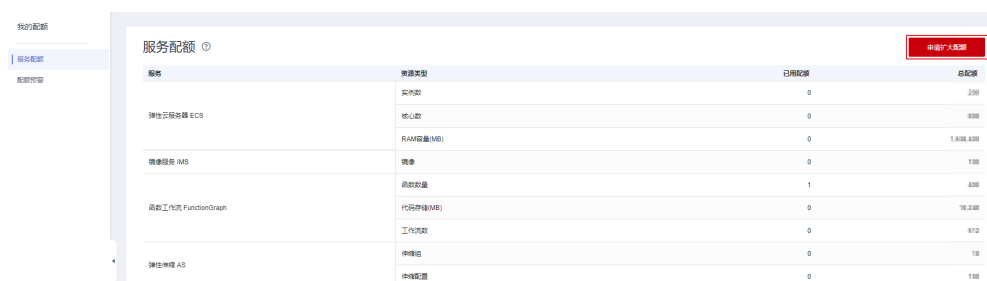 我的配额
服务配额
配额预警
服务配额
申请扩大配额
服务 资源类型 已用配额 总配额
弹性云服务器 ECS
实例数 0
核心数 0
RAM容量(MB) 0
镜像服务 IMS 镜像 0
函数工作流 FunctionGraph
函数数量 1
代码存储(MB) 0
工作流数 0
弹性伸缩 AS
伸缩组 0
伸缩配置 0